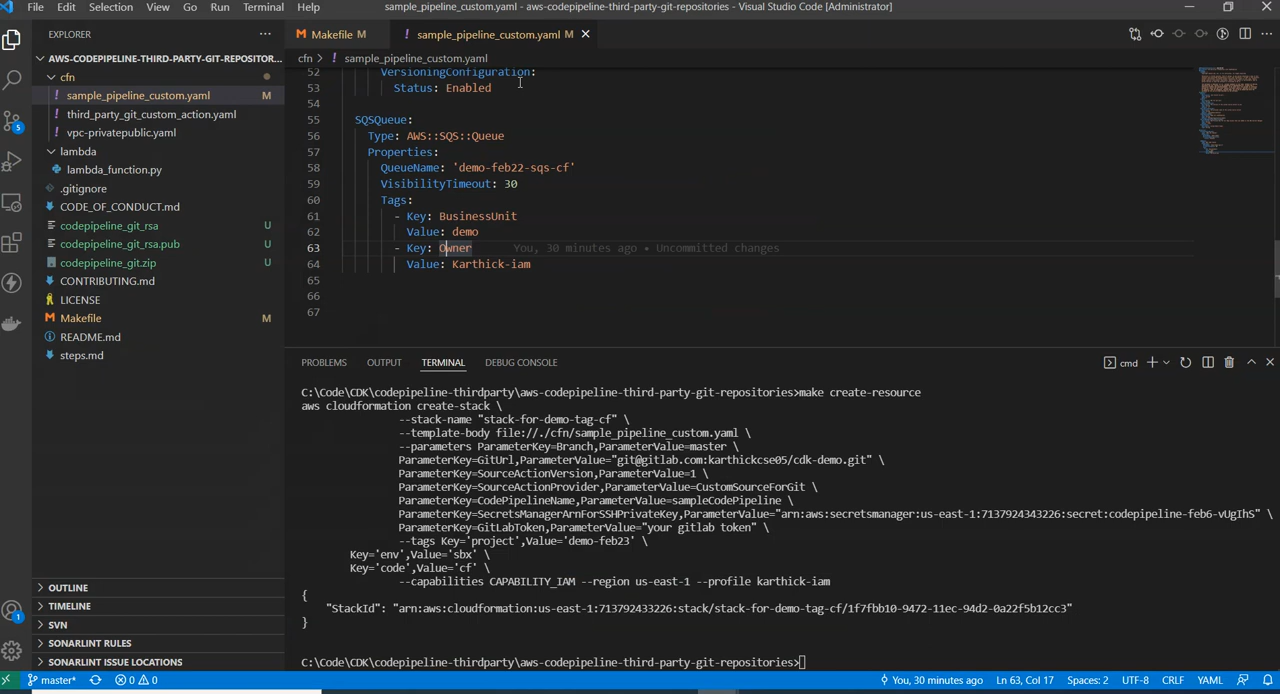 File Edit Selection View Go Run Terminal Help
sample_pipeline_custom.yaml - aws-codepipeline-third-party-git-repositories - Visual Studio Code [Administrator]
EXPLORER
AWS-CODEPIPELINE-THIRD-PARTY-GIT-REPOSITOR...
cfn
sample_pipeline_custom.yaml M
third_party_git_custom_action.yaml
vpc-privatepublic.yaml
lambda
lambda_function.py
.gitignore
CODE_OF_CONDUCT.md
codepipeline_git_rsa U
codepipeline_git_rsa.pub U
codepipeline_git.zip U
CONTRIBUTING.md
LICENSE
Makefile M
README.md
steps.md
OUTLINE
TIMELINE
SVN
SONARLINT RULES
SONARLINT ISSUE LOCATIONS
5
1
Makefile M
! sample_pipeline_custom.yaml M
cfn > ! sample_pipeline_custom.yaml
52 VersioningConfiguration:
53 Status: Enabled
54
55 SQSQueue:
56 Type: AWS::SQS::Queue
57 Properties:
58 QueueName: 'demo-feb22-sqs-cf'
59 VisibilityTimeout: 30
60 Tags:
61 - Key: BusinessUnit
62 Value: demo
63 - Key: Owner You, 30 minutes ago • Uncommitted changes
64 Value: Karthick-iam
65
66
67
PROBLEMS OUTPUT TERMINAL DEBUG CONSOLE
cmd
C:\Code\CDK\codepipeline-thirdparty\aws-codepipeline-third-party-git-repositories>make create-resource
aws cloudformation create-stack \
--stack-name "stack-for-demo-tag-cf" \
--template-body file://./cfn/sample_pipeline_custom.yaml \
--parameters ParameterKey=Branch,ParameterValue=master \
ParameterKey=GitUrl,ParameterValue="git@gitlab.com:karthickcse05/cdk-demo.git" \
ParameterKey=SourceActionVersion,ParameterValue=1 \
ParameterKey=SourceActionProvider,ParameterValue=CustomSourceForGit \
ParameterKey=CodePipelineName,ParameterValue=sampleCodePipeline \
ParameterKey=SecretsManagerArnForSSHPrivateKey,ParameterValue="arn:aws:secretsmanager:us-east-1:7137924343226:secret:codepipeline-feb6-vUgIhS" \
ParameterKey=GitLabToken,ParameterValue="your gitlab token" \
--tags Key='project',Value='demo-feb23' \
Key='env',Value='sbx' \
Key='code',Value='cf' \
--capabilities CAPABILITY_IAM --region us-east-1 --profile karthick-iam
{
"StackId": "arn:aws:cloudformation:us-east-1:713792433226:stack/stack-for-demo-tag-cf/1f7fbb10-9472-11ec-94d2-0a22f5b12cc3"
}
C:\Code\CDK\codepipeline-thirdparty\aws-codepipeline-third-party-git-repositories>
master* 0 0 You, 30 minutes ago Ln 63, Col 17 Spaces: 2 UTF-8 CRLF YAML